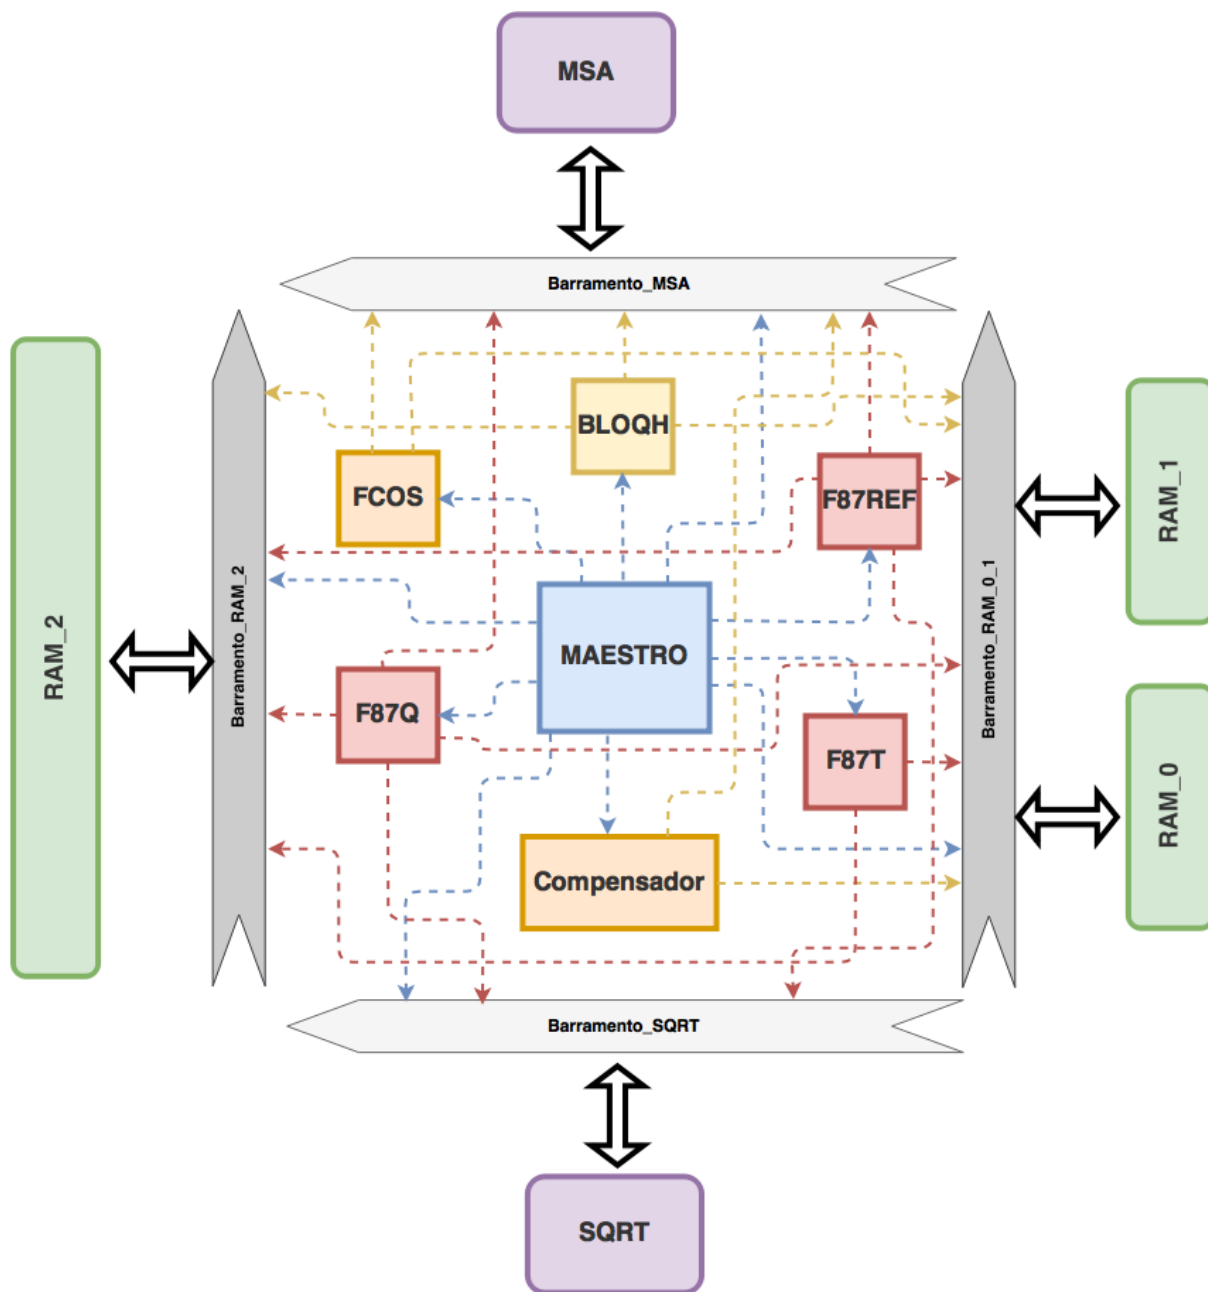 MSA
Barramento_MSA
BLOQH
FCOS
F87REF
RAM_1
Barramento_RAM_2
Barramento_RAM_0_1
RAM_2
MAESTRO
F87Q
F87T
RAM_0
Compensador
Barramento_SQRT
SQRT